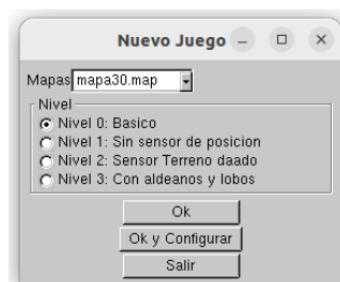 Nuevo Juego
Mapas mapa30.map
Nivel
Nivel 0: Basico
Nivel 1: Sin sensor de posicion
Nivel 2: Sensor Terreno daado
Nivel 3: Con aldeanos y lobos
Ok
Ok y Configurar
Salir